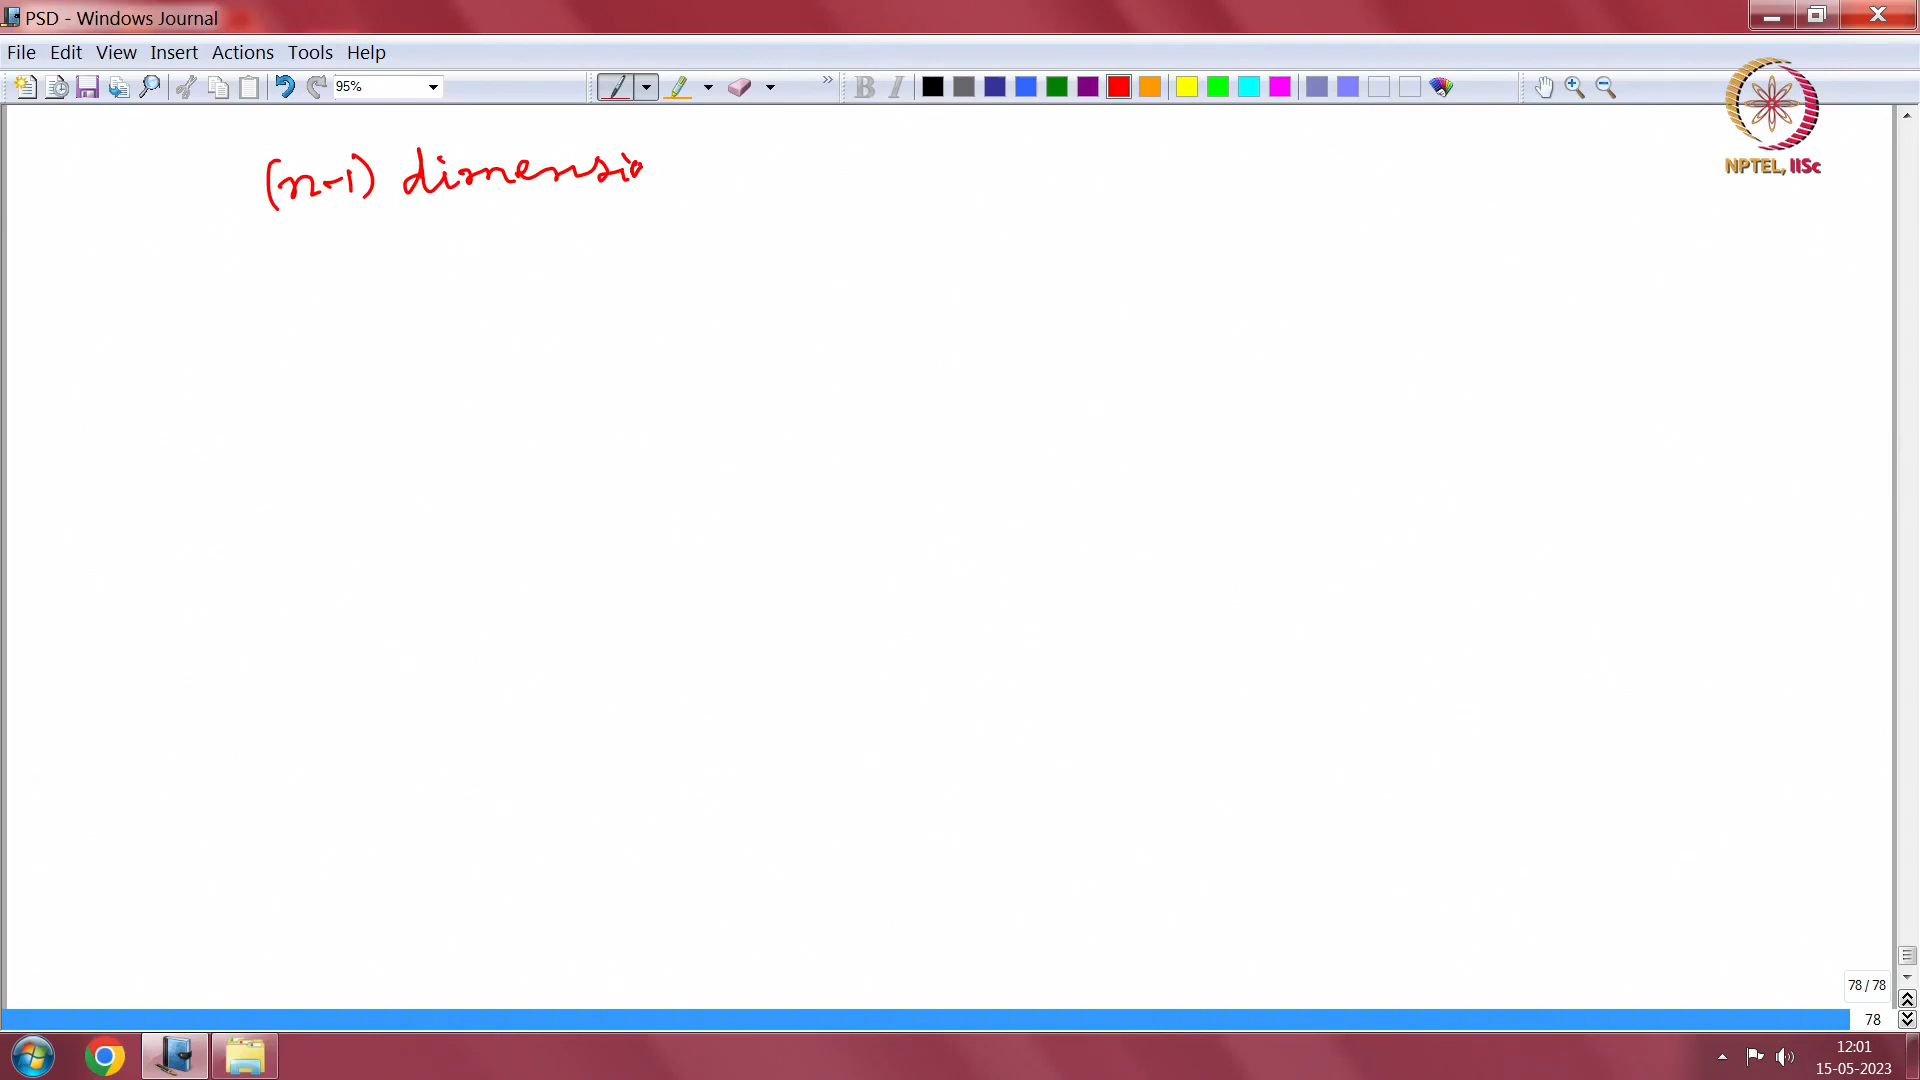 PSD - Windows Journal
File Edit View Insert Actions Tools Help
95%
B I
NPTEL, IISc
(n-1) dimensio
78 / 78
78
12:01
15-05-2023